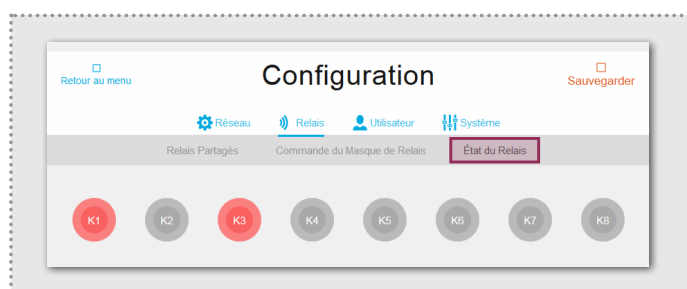 Configuration
Retour au menu
Sauvegarder
Réseau Relais Utilisateur Système
Relais Partagés Commande du Masque de Relais État du Relais
K1 K2 K3 K4 K5 K6 K7 K8